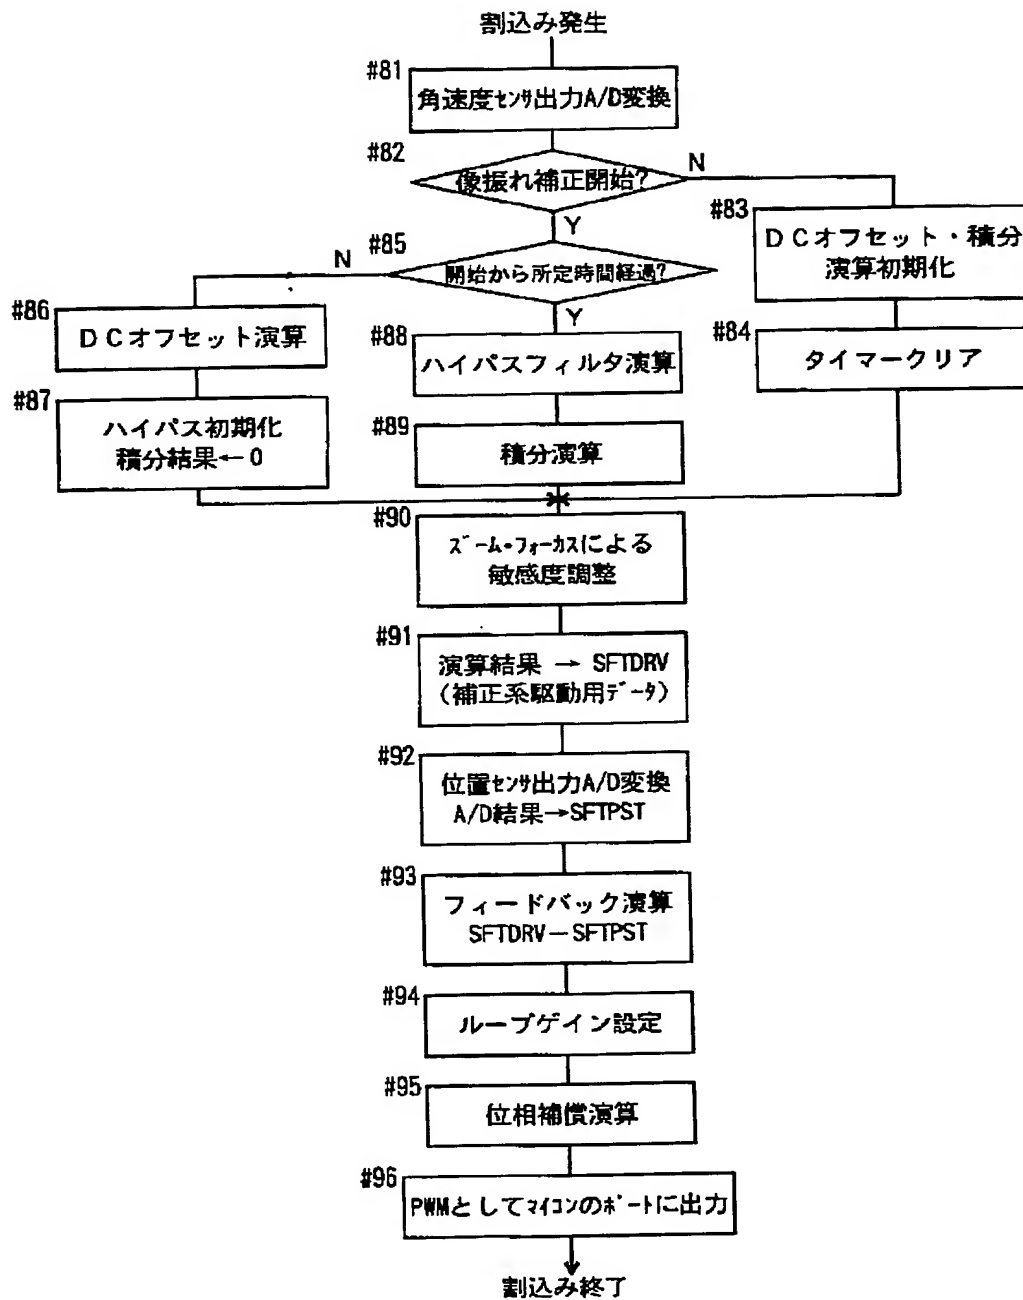 割込み発生
#81
角速度センサ出力A/D変換
#82
像振れ補正開始?
N
Y
#83
DCオフセット・積分
演算初期化
#84
タイマークリア
#85
開始から所定時間経過?
N
Y
#86
DCオフセット演算
#87
ハイパス初期化
積分結果←0
#88
ハイパスフィルタ演算
#89
積分演算
#90
ズーム・フォーカスによる
敏感度調整
#91
演算結果 → SFTDRV
(補正系駆動用データ)
#92
位置センサ出力A/D変換
A/D結果→SFTPST
#93
フィードバック演算
SFTDRV－SFTPST
#94
ループゲイン設定
#95
位相補償演算
#96
PWMとしてマイコンのポートに出力
割込み終了